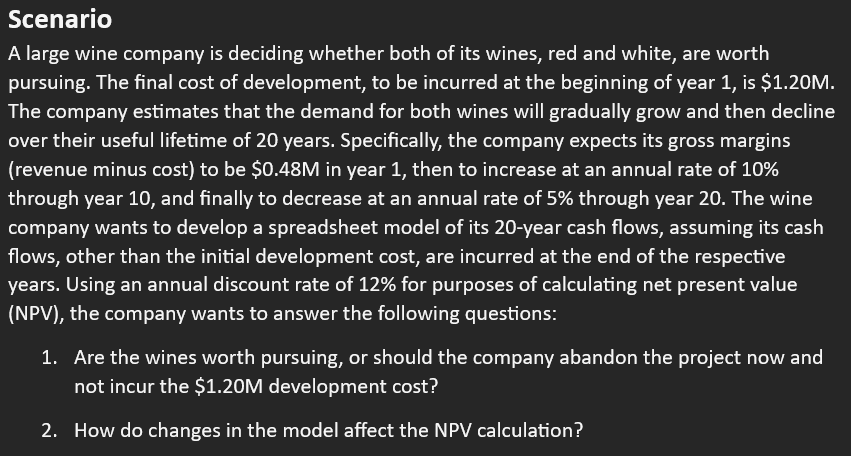 Scenario
A large wine company is deciding whether both of its wines, red and white, are worth
pursuing. The final cost of development, to be incurred at the beginning of year 1, is $1.20M.
The company estimates that the demand for both wines will gradually grow and then decline
over their useful lifetime of 20 years. Specifically, the company expects its gross margins
(revenue minus cost) to be $0.48M in year 1, then to increase at an annual rate of 10%
through year 10, and finally to decrease at an annual rate of 5% through year 20. The wine
company wants to develop a spreadsheet model of its 20-year cash flows, assuming its cash
flows, other than the initial development cost, are incurred at the end of the respective
years. Using an annual discount rate of 12% for purposes of calculating net present value
(NPV), the company wants to answer the following questions:
1. Are the wines worth pursuing, or should the company abandon the project now and
not incur the $1.20M development cost?
2. How do changes in the model affect the NPV calculation?